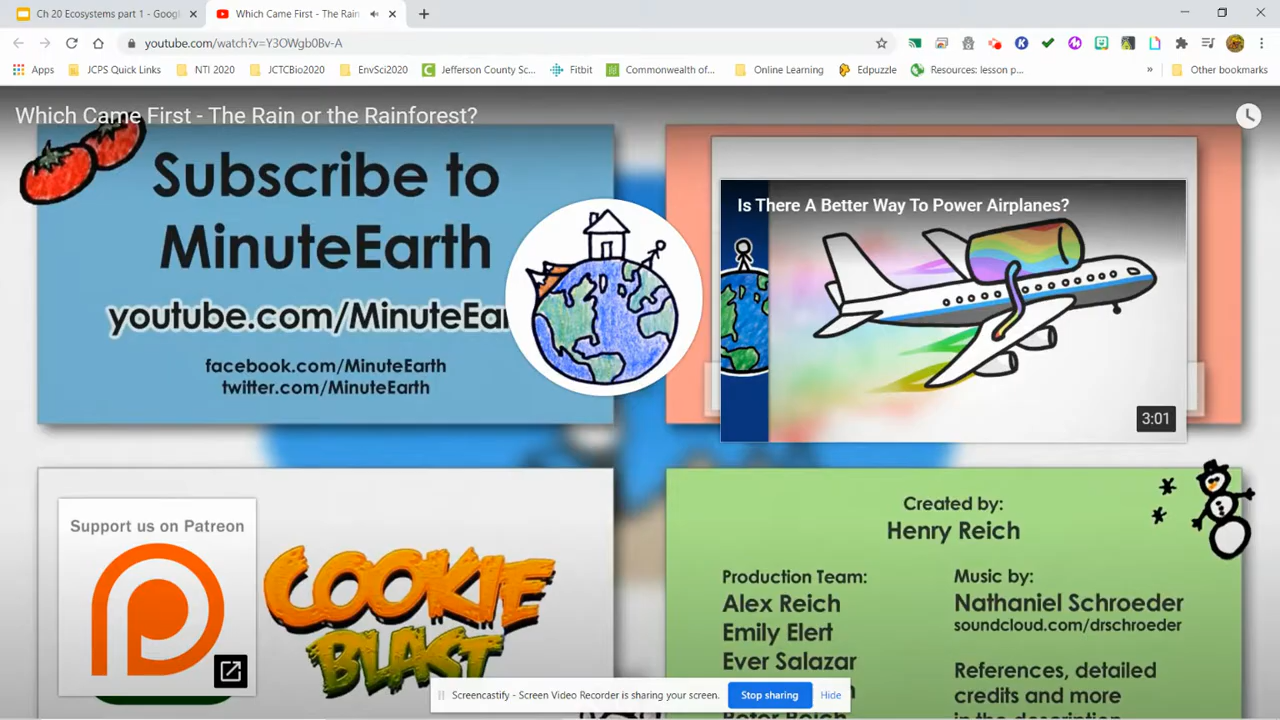 Ch 20 Ecosystems part 1 - Googl
Which Came First - The Rain
youtube.com/watch?v=Y3OWgb0Bv-A
Apps
JCPS Quick Links
NTI 2020
JCTCBio2020
EnvSci2020
Jefferson County Sc...
Fitbit
Commonwealth of...
Online Learning
Edpuzzle
Resources: lesson p...
»
Other bookmarks
Which Came First - The Rain or the Rainforest?
Subscribe to
MinuteEarth
youtube.com/MinuteEar
facebook.com/MinuteEarth
twitter.com/MinuteEarth
Is There A Better Way To Power Airplanes?
3:01
Support us on Patreon
COOKIE
BLAST
Created by:
Henry Reich
Production Team:
Alex Reich
Emily Elert
Ever Salazar
Music by:
Nathaniel Schroeder
soundcloud.com/drschroeder
References, detailed
credits and more
in the description
Screencastify - Screen Video Recorder is sharing your screen.
Stop sharing
Hide